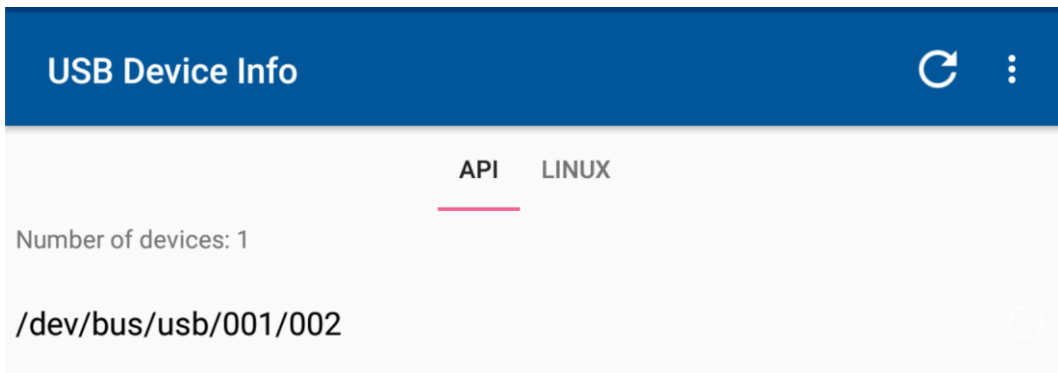 USB Device Info
API LINUX
Number of devices: 1
/dev/bus/usb/001/002